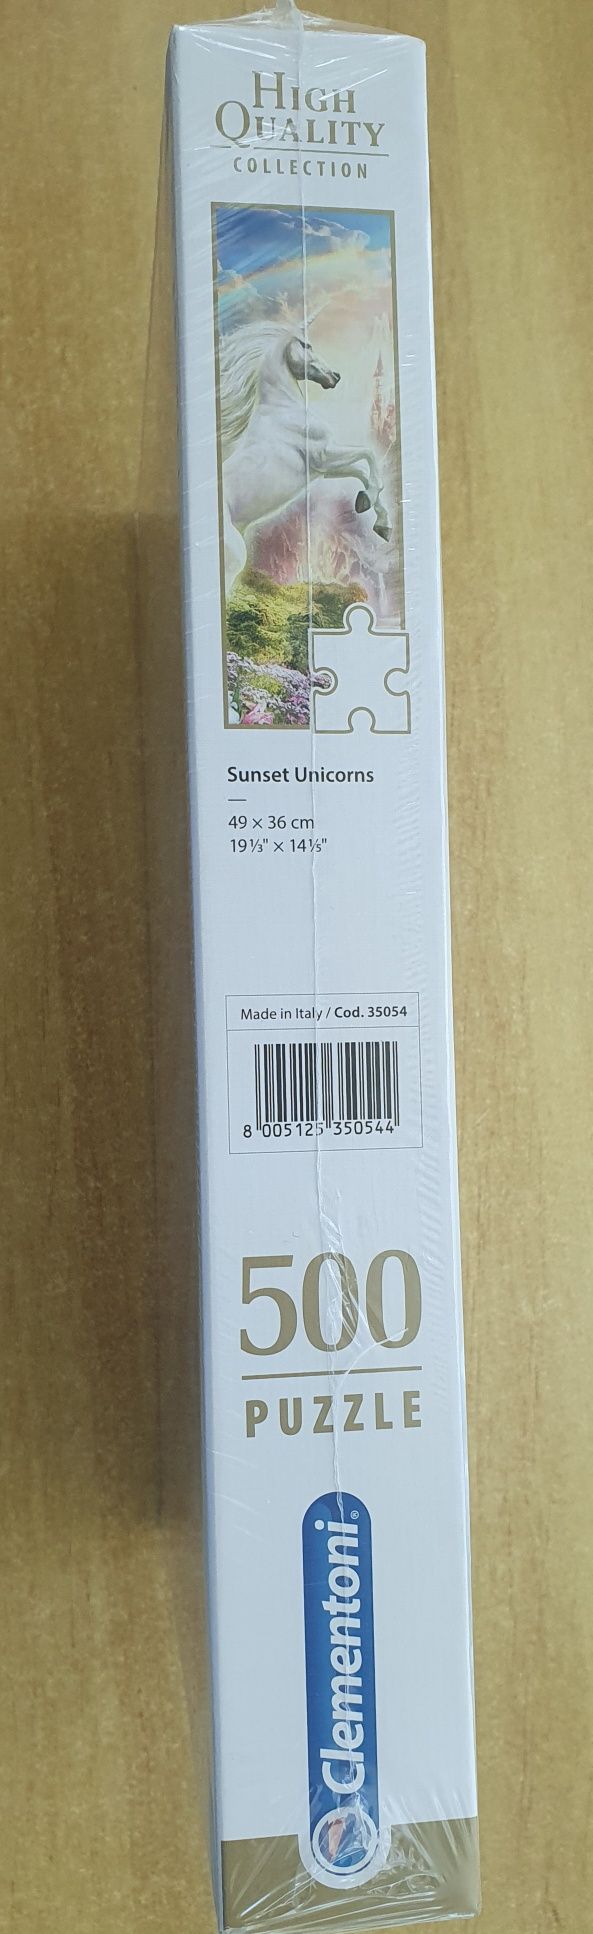 HIGH
QUALITY
COLLECTION
Sunset Unicorns
49 × 36 cm
19⅓" × 14⅕"
Made in Italy / Cod. 35054
8 005125 350544
500
PUZZLE
Clementoni®